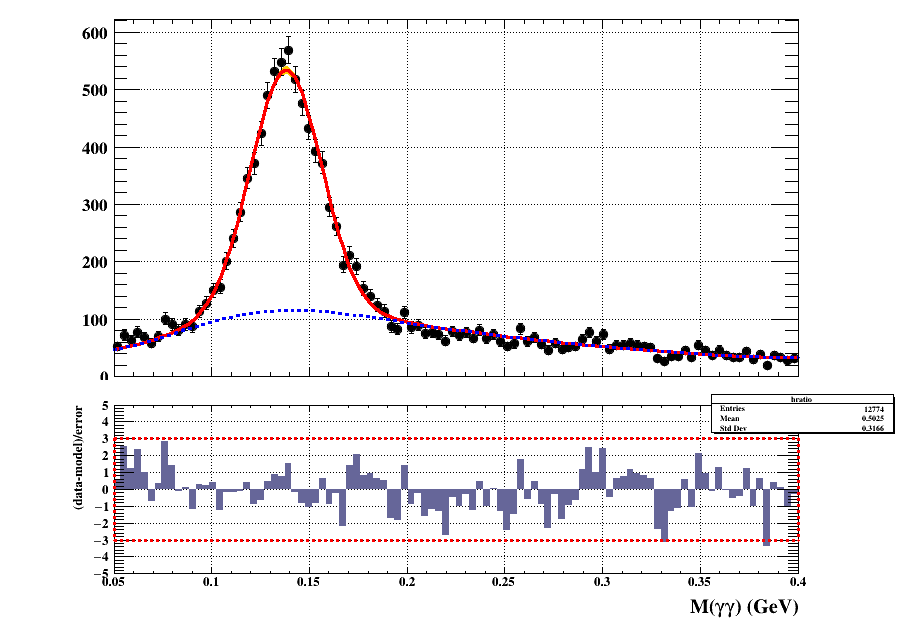 600
500
400
300
200
100
0
hratio
Entries 12774
Mean 0.5025
Std Dev 0.3166
(data-model)/error
5
4
3
2
1
0
−1
−2
−3
−4
−5
0.05 0.1 0.15 0.2 0.25 0.3 0.35 0.4
M(γγ) (GeV)